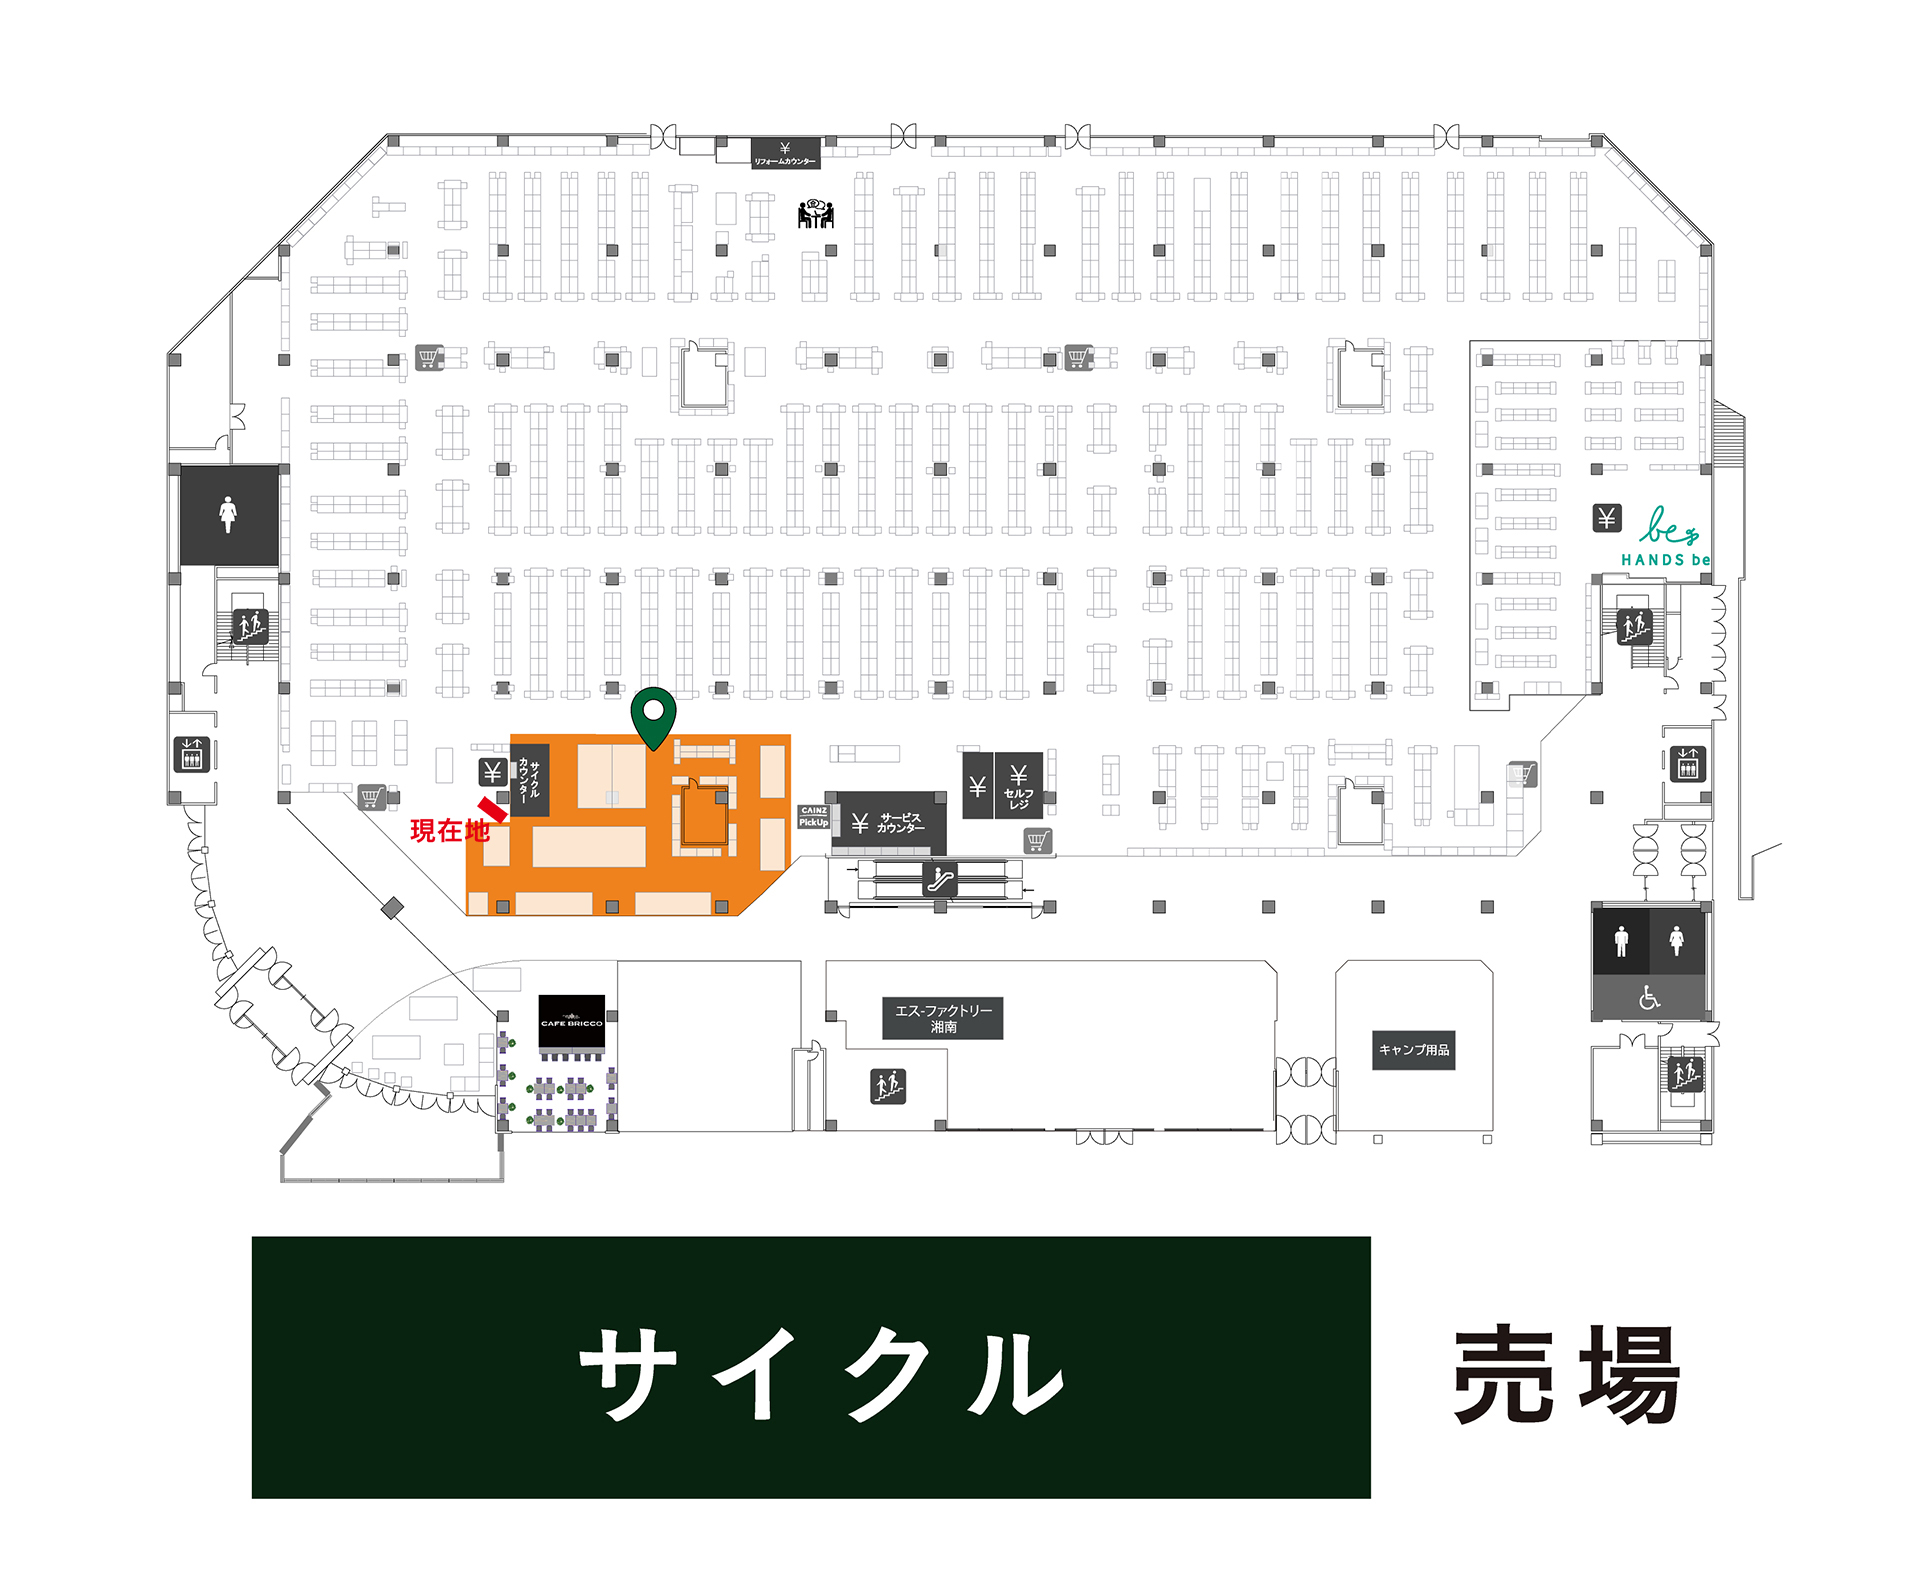 ¥
リフォームカウンター
¥
be
HANDS be
¥
サイクル
カウンター
現在地
CAINZ
PickUp
¥
サービス
カウンター
¥
¥
セルフ
レジ
CAFE BRICCO
エス-ファクトリー
湘南
キャンプ用品
サイクル
売場